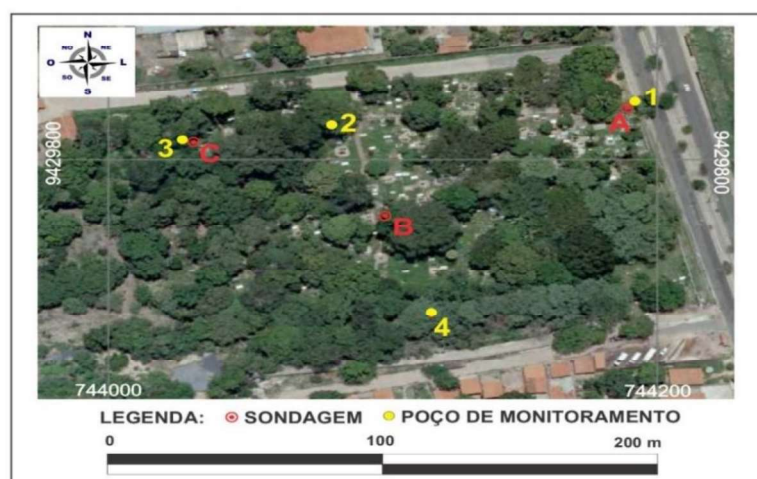 N
NO NE
O L
SO SE
S
1
A
2
3 C
9429800
9429800
B
4
744000 744200
LEGENDA: SONDAGEM POÇO DE MONITORAMENTO
0 100 200 m